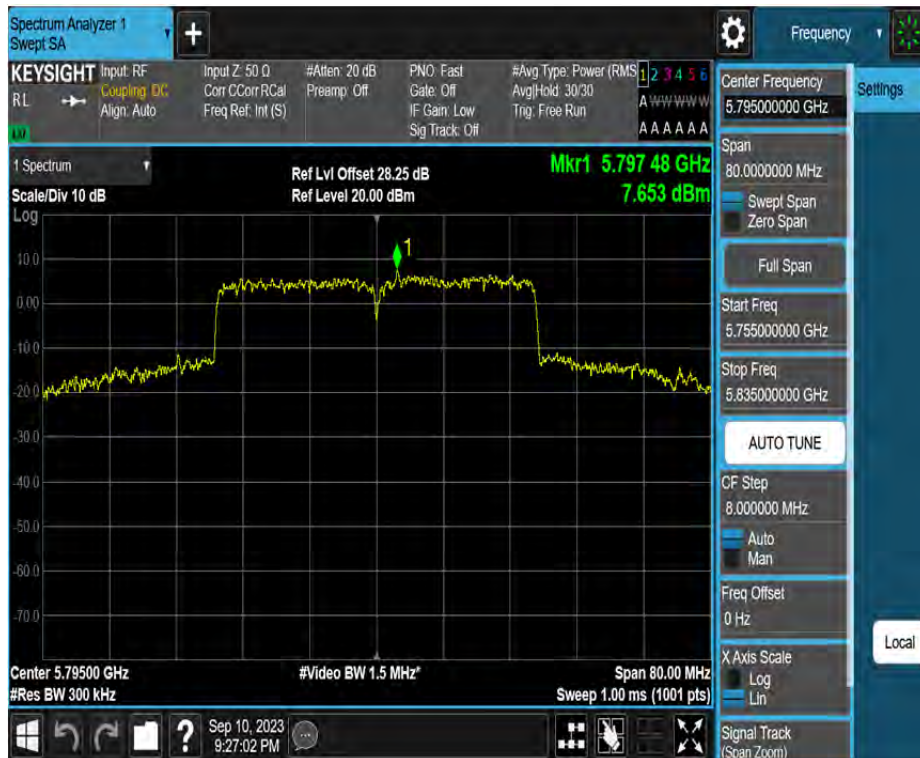 Spectrum Analyzer 1
Swept SA
+
Frequency
KEYSIGHT
RL
LXI
Input: RF
Coupling: DC
Align: Auto
Input Z: 50 Ω
Corr CCorr RCal
Freq Ref: Int (S)
#Atten: 20 dB
Preamp: Off
PNO: Fast
Gate: Off
IF Gain: Low
Sig Track: Off
#Avg Type: Power (RMS
Avg|Hold: 30/30
Trig: Free Run
1 2 3 4 5 6
A W W W W W
A A A A A A
1 Spectrum
Scale/Div 10 dB
Log
Ref Lvl Offset 28.25 dB
Ref Level 20.00 dBm
Mkr1 5.797 48 GHz
7.653 dBm
1
10.0
0.00
-10.0
-20.0
-30.0
-40.0
-50.0
-60.0
-70.0
Center 5.79500 GHz
#Res BW 300 kHz
#Video BW 1.5 MHz*
Span 80.00 MHz
Sweep 1.00 ms (1001 pts)
?
Sep 10, 2023
9:27:02 PM
Center Frequency
5.795000000 GHz
Span
80.0000000 MHz
Swept Span
Zero Span
Full Span
Start Freq
5.755000000 GHz
Stop Freq
5.835000000 GHz
AUTO TUNE
CF Step
8.000000 MHz
Auto
Man
Freq Offset
0 Hz
X Axis Scale
Log
Lin
Signal Track
(Span Zoom)
Settings
Local